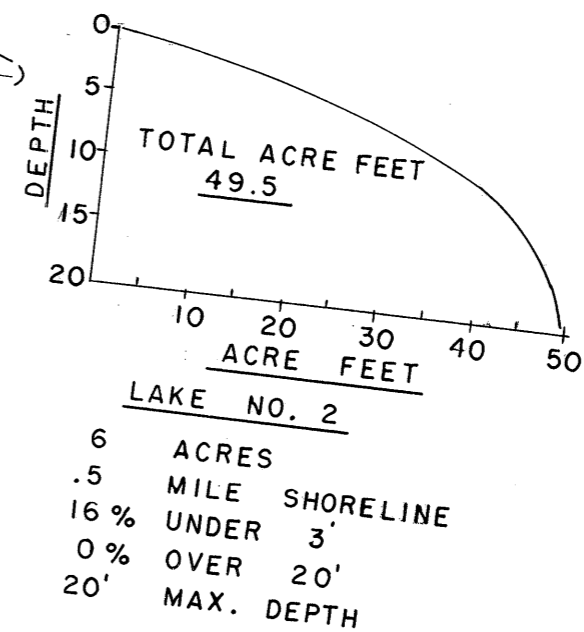 0
5
DEPTH
10
TOTAL ACRE FEET
49.5
15
20
10 20 30 40 50
ACRE FEET
LAKE NO. 2
6 ACRES
.5 MILE SHORELINE
16% UNDER 3'
0% OVER 20'
20' MAX. DEPTH